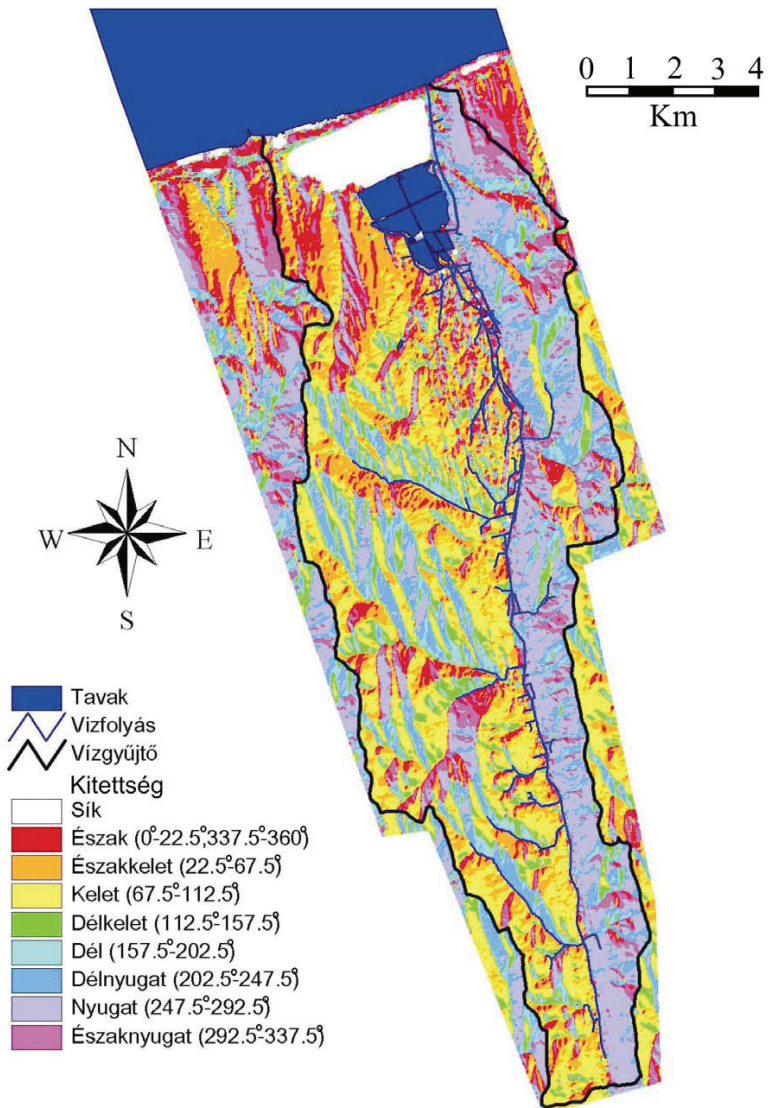 0 1 2 3 4
Km
N
W E
S
Tavak
Vizfolyás
Vízgyűjtő
Kitettség
Sík
Észak (0°-22.5°,337.5°-360°)
Északkelet (22.5°-67.5°)
Kelet (67.5°-112.5°)
Délkelet (112.5°-157.5°)
Dél (157.5°-202.5°)
Délnyugat (202.5°-247.5°)
Nyugat (247.5°-292.5°)
Északnyugat (292.5°-337.5°)